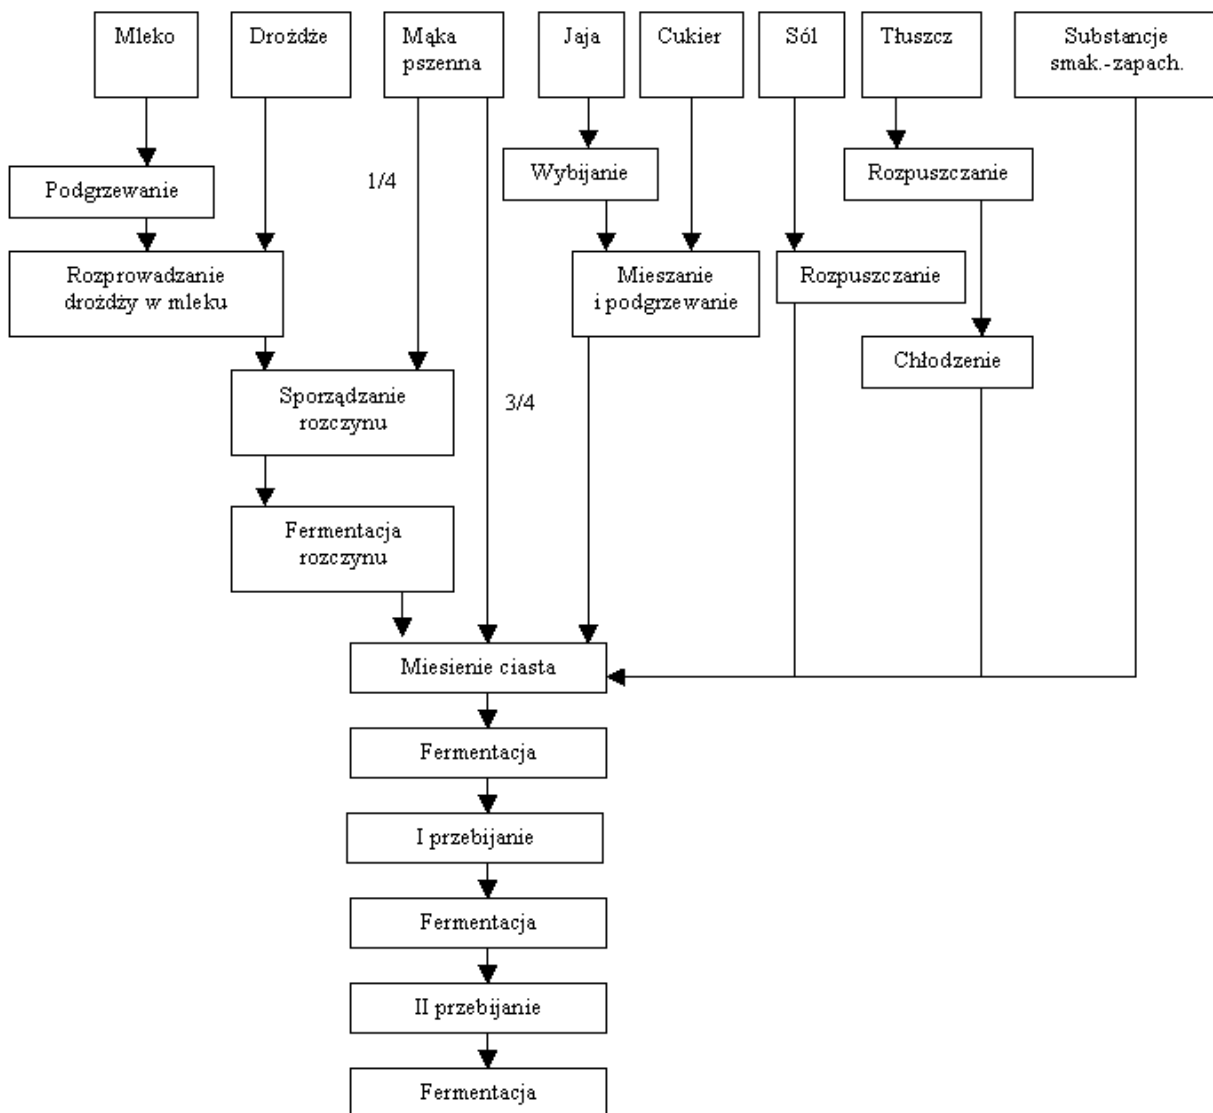 Mleko
Drożdże
Mąka
pszenna
Jaja
Cukier
Sól
Tłuszcz
Substancje
smak.-zapach.
Podgrzewanie
1/4
Wybijanie
Rozpuszczanie
Rozprowadzanie
drożdży w mleku
Mieszanie
i podgrzewanie
Rozpuszczanie
Chłodzenie
Sporządzanie
rozczynu
3/4
Fermentacja
rozczynu
Miesienie ciasta
Fermentacja
I przebijanie
Fermentacja
II przebijanie
Fermentacja